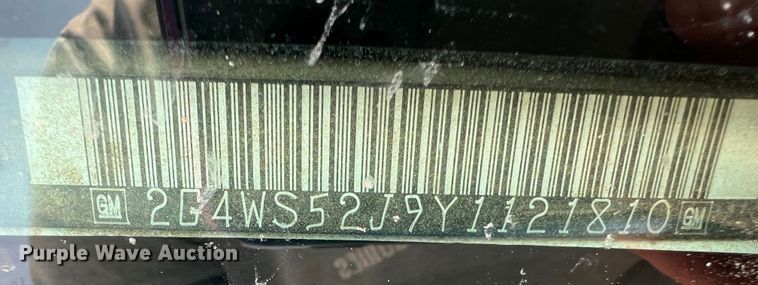 GM 2G4WS52J9Y1121810 GM
Purple Wave Auction